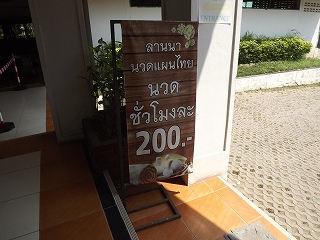 ENTRANCE
ลานนา
นวดแผนไทย
นวด
ชั่วโมงละ
200.-